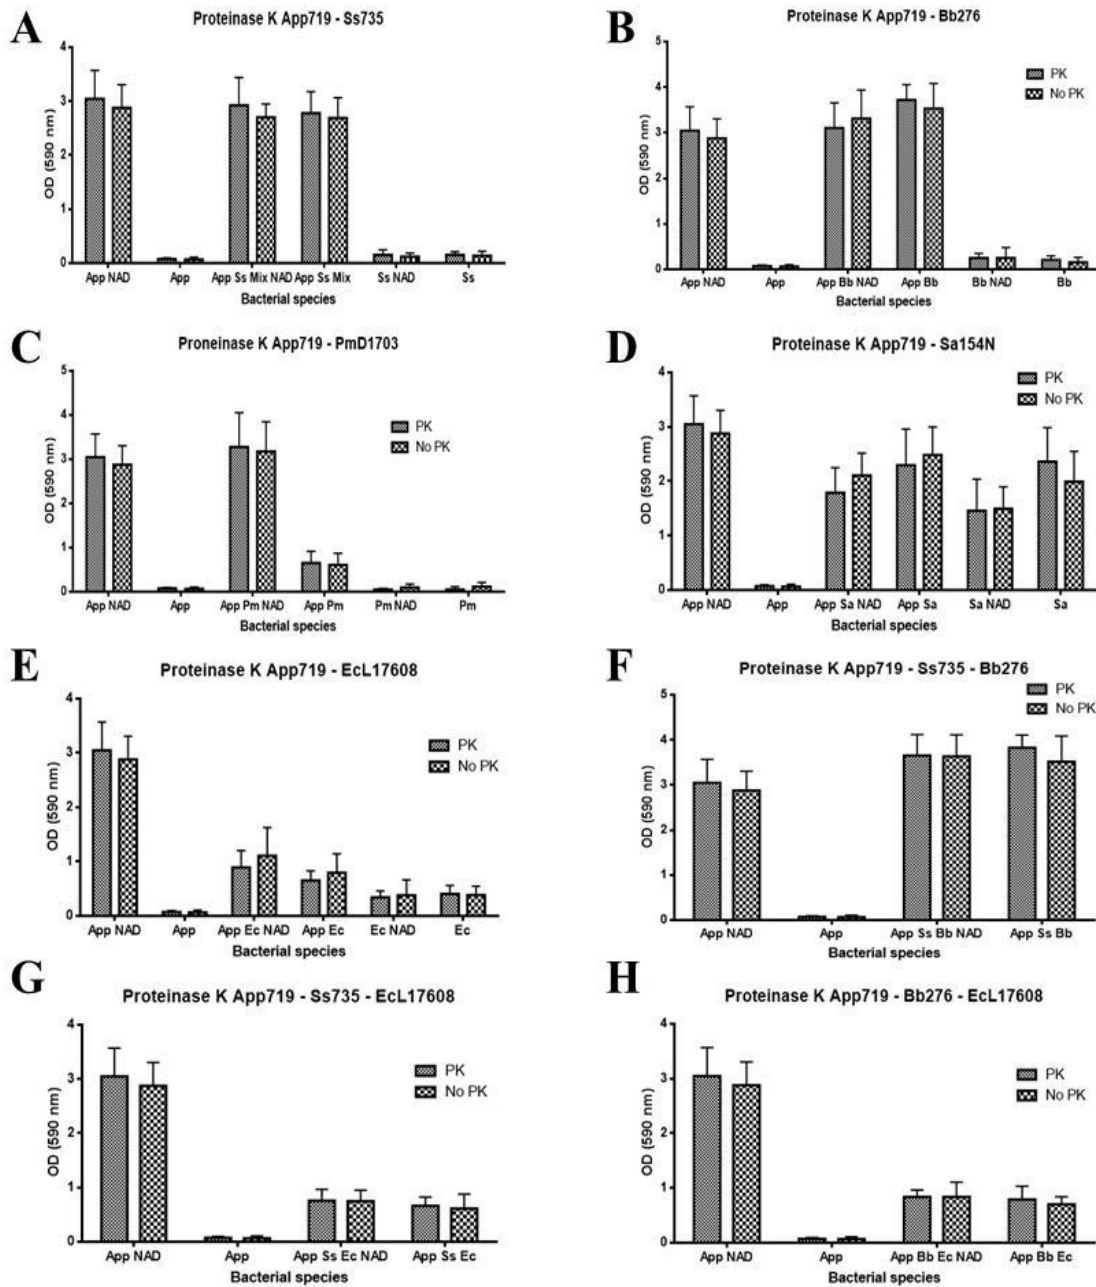 A
Proteinase K App719 - Ss735
4
3
2
1
0
OD (590 nm)
App NAD App App Ss Mix NAD App Ss Mix Ss NAD Ss
Bacterial species
B
Proteinase K App719 - Bb276
5
4
3
2
1
0
OD (590 nm)
PK
No PK
App NAD App App Bb NAD App Bb Bb NAD Bb
Bacterial species
C
Proneinase K App719 - PmD1703
5
4
3
2
1
0
OD (590 nm)
PK
No PK
App NAD App App Pm NAD App Pm Pm NAD Pm
Bacterial species
D
Proteinase K App719 - Sa154N
4
3
2
1
0
OD (590 nm)
PK
No PK
App NAD App App Sa NAD App Sa Sa NAD Sa
Bacterial species
E
Proteinase K App719 - EcL17608
4
3
2
1
0
OD (590 nm)
PK
No PK
App NAD App App Ec NAD App Ec Ec NAD Ec
Bacterial species
F
Proteinase K App719 - Ss735 - Bb276
5
4
3
2
1
0
OD (590 nm)
PK
No PK
App NAD App App Ss Bb NAD App Ss Bb
Bacterial species
G
Proteinase K App719 - Ss735 - EcL17608
4
3
2
1
0
OD (590 nm)
PK
No PK
App NAD App App Ss Ec NAD App Ss Ec
Bacterial species
H
Proteinase K App719 - Bb276 - EcL17608
4
3
2
1
0
OD (590 nm)
PK
No PK
App NAD App App Bb Ec NAD App Bb Ec
Bacterial species